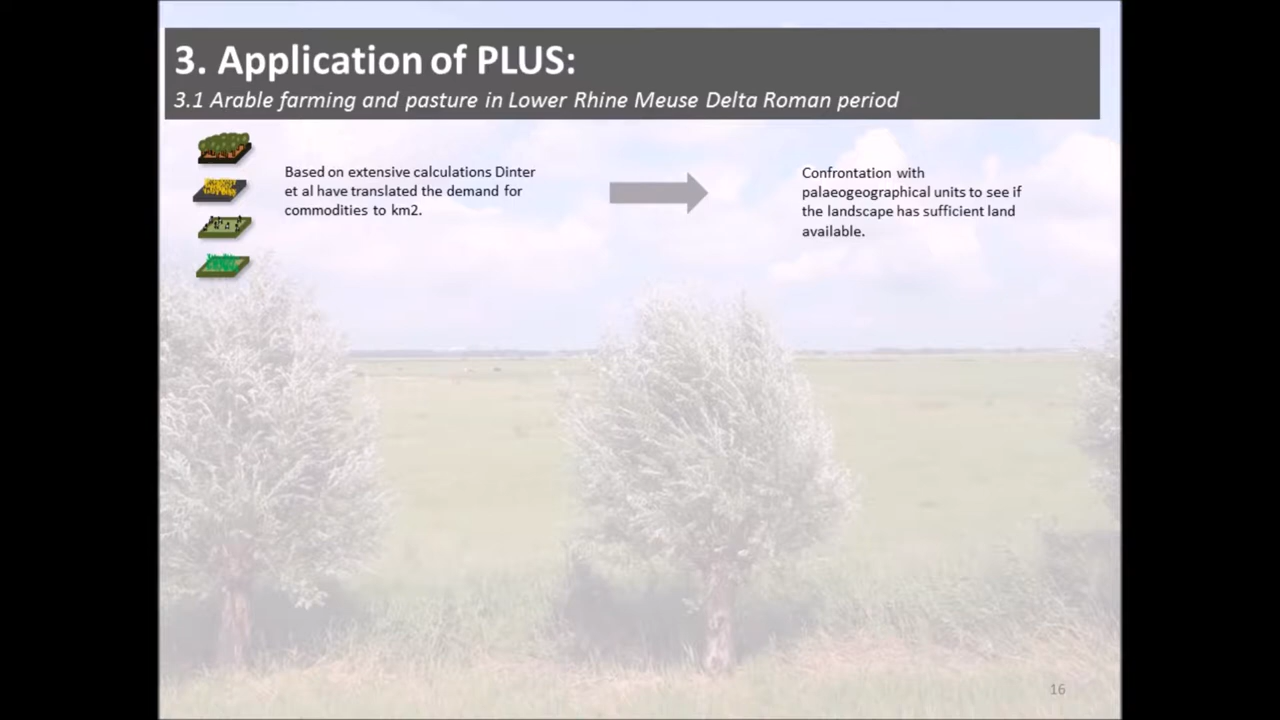 3. Application of PLUS:
3.1 Arable farming and pasture in Lower Rhine Meuse Delta Roman period
Based on extensive calculations Dinter
et al have translated the demand for
commodities to km2.
Confrontation with
palaeogeographical units to see if
the landscape has sufficient land
available.
16